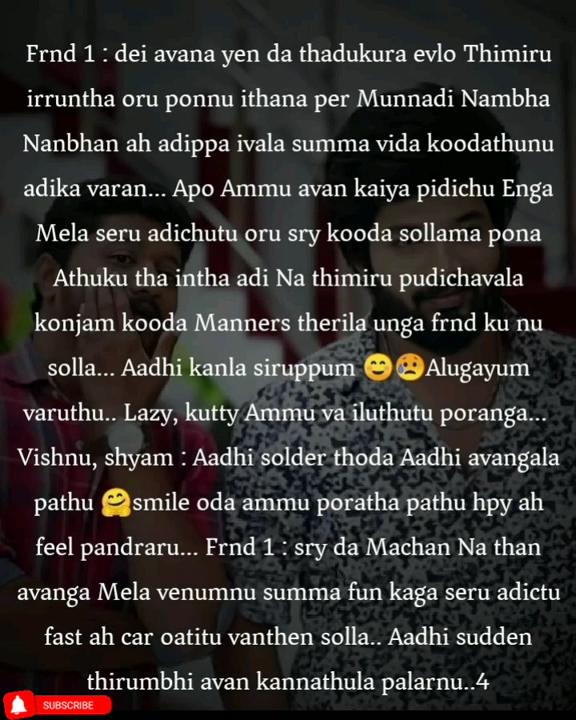 Frnd 1 : dei avana yen da thadukura evlo Thimiru
irruntha oru ponnu ithana per Munnadi Nambha
Nanbhan ah adippa ivala summa vida koodathunu
adika varan... Apo Ammu avan kaiya pidichu Enga
Mela seru adichutu oru sry kooda sollama pona
Athuku tha intha adi Na thimiru pudichavala
konjam kooda Manners therila unga frnd ku nu
solla... Aadhi kanla siruppum 😊😥Alugayum
varuthu.. Lazy, kutty Ammu va iluthutu poranga...
Vishnu, shyam : Aadhi solder thoda Aadhi avangala
pathu 🤗smile oda ammu poratha pathu hpy ah
feel pandraru... Frnd 1 : sry da Machan Na than
avanga Mela venumnu summa fun kaga seru adictu
fast ah car oatitu vanthen solla.. Aadhi sudden
thirumbhi avan kannathula palarnu..4
SUBSCRIBE